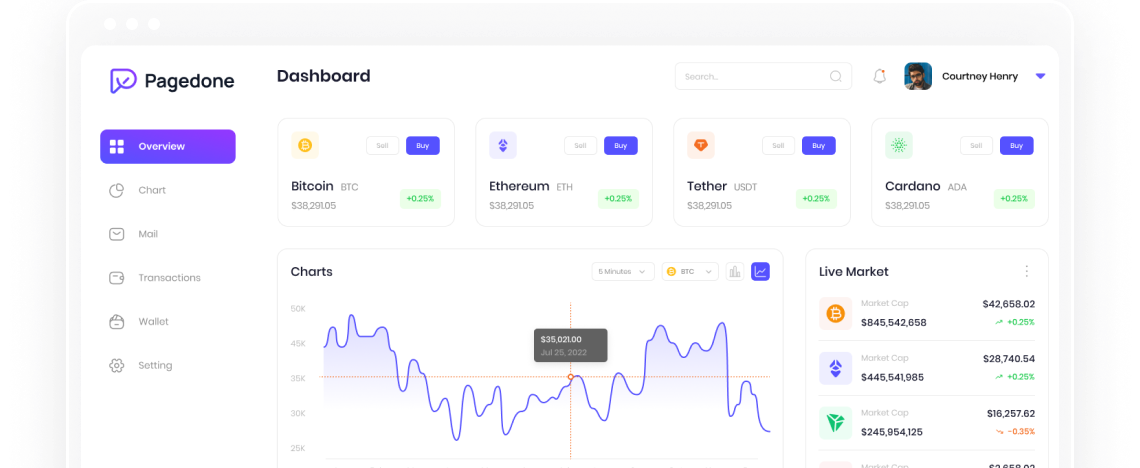 Pagedone
Dashboard
Search...
Courtney Henry
Overview
Chart
Mail
Transactions
Wallet
Setting
Sell
Buy
Bitcoin BTC
$38,291.05
+0.25%
Sell
Buy
Ethereum ETH
$38,291.05
+0.25%
Sell
Buy
Tether USDT
$38,291.05
+0.25%
Sell
Buy
Cardano ADA
$38,291.05
+0.25%
Charts
5 Minutes
BTC
50K
45K
35K
30K
25K
$35,021.00
Jul 25, 2022
Live Market
Market Cap
$845,542,658
$42,658.02
+0.25%
Market Cap
$445,541,985
$28,740.54
+0.25%
Market Cap
$245,954,125
$16,257.62
-0.35%
Market Cap
$2,658.02